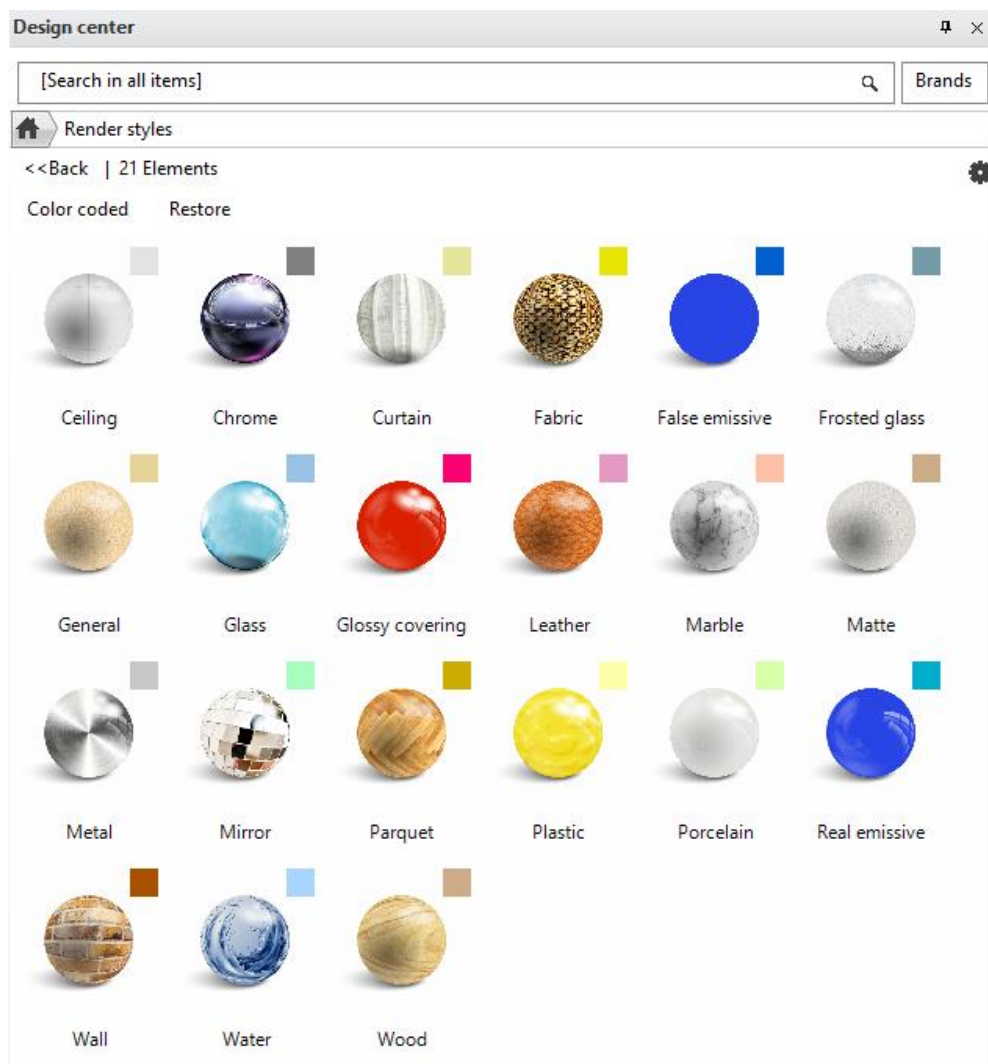 Design center
[Search in all items] Brands
Render styles
<<Back | 21 Elements
Color coded Restore
Ceiling Chrome Curtain Fabric False emissive Frosted glass
General Glass Glossy covering Leather Marble Matte
Metal Mirror Parquet Plastic Porcelain Real emissive
Wall Water Wood